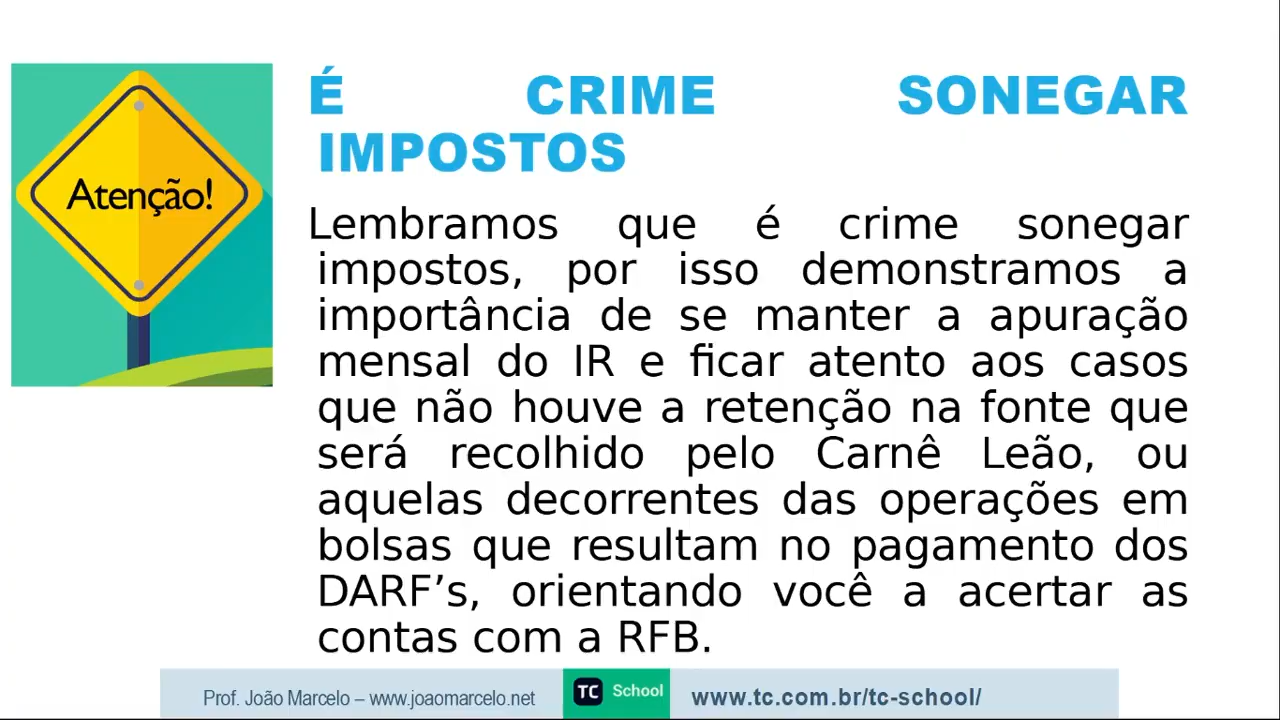 Atenção!
É CRIME SONEGAR
IMPOSTOS
Lembramos que é crime sonegar
impostos, por isso demonstramos a
importância de se manter a apuração
mensal do IR e ficar atento aos casos
que não houve a retenção na fonte que
será recolhido pelo Carnê Leão, ou
aquelas decorrentes das operações em
bolsas que resultam no pagamento dos
DARF’s, orientando você a acertar as
contas com a RFB.
Prof. João Marcelo – www.joaomarcelo.net
TC School
www.tc.com.br/tc-school/